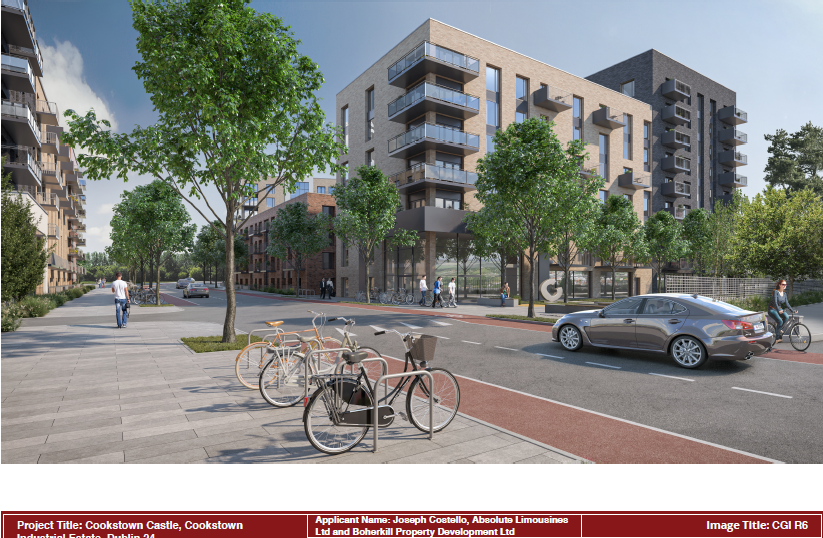 Project Title: Cookstown Castle, Cookstown
Industrial Estate, Dublin 24
Applicant Name: Joseph Costello, Absolute Limousines
Ltd and Boherkill Property Development Ltd
Image Title: CGI R6